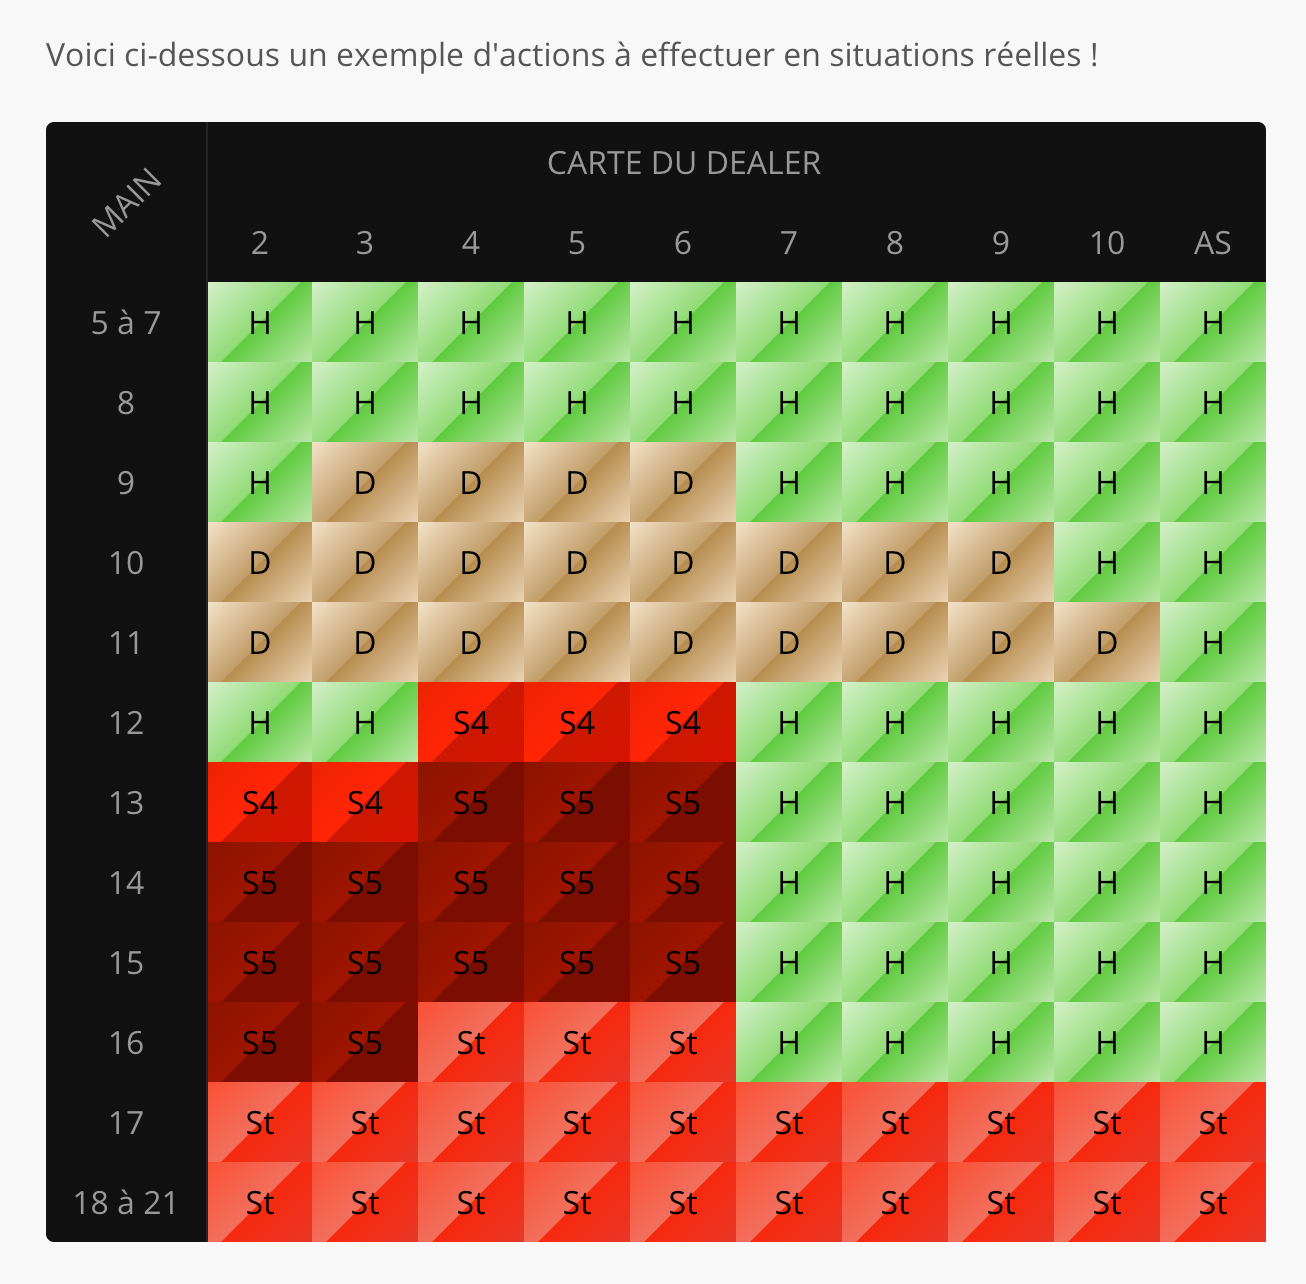 Voici ci-dessous un exemple d'actions à effectuer en situations réelles !
MAIN
CARTE DU DEALER
2 3 4 5 6 7 8 9 10 AS
5 à 7 H H H H H H H H H H
8 H H H H H H H H H H
9 H D D D D H H H H H
10 D D D D D D D D H H
11 D D D D D D D D D H
12 H H S4 S4 S4 H H H H H
13 S4 S4 S5 S5 S5 H H H H H
14 S5 S5 S5 S5 S5 H H H H H
15 S5 S5 S5 S5 S5 H H H H H
16 S5 S5 St St St H H H H H
17 St St St St St St St St St St
18 à 21 St St St St St St St St St St